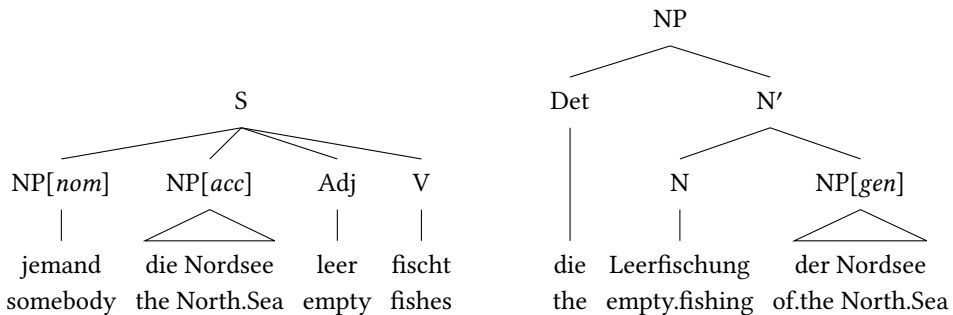 NP
S Det N′
NP[nom] NP[acc] Adj V N NP[gen]
jemand die Nordsee leer fischt die Leerfischung der Nordsee
somebody the North.Sea empty fishes the empty.fishing of.the North.Sea